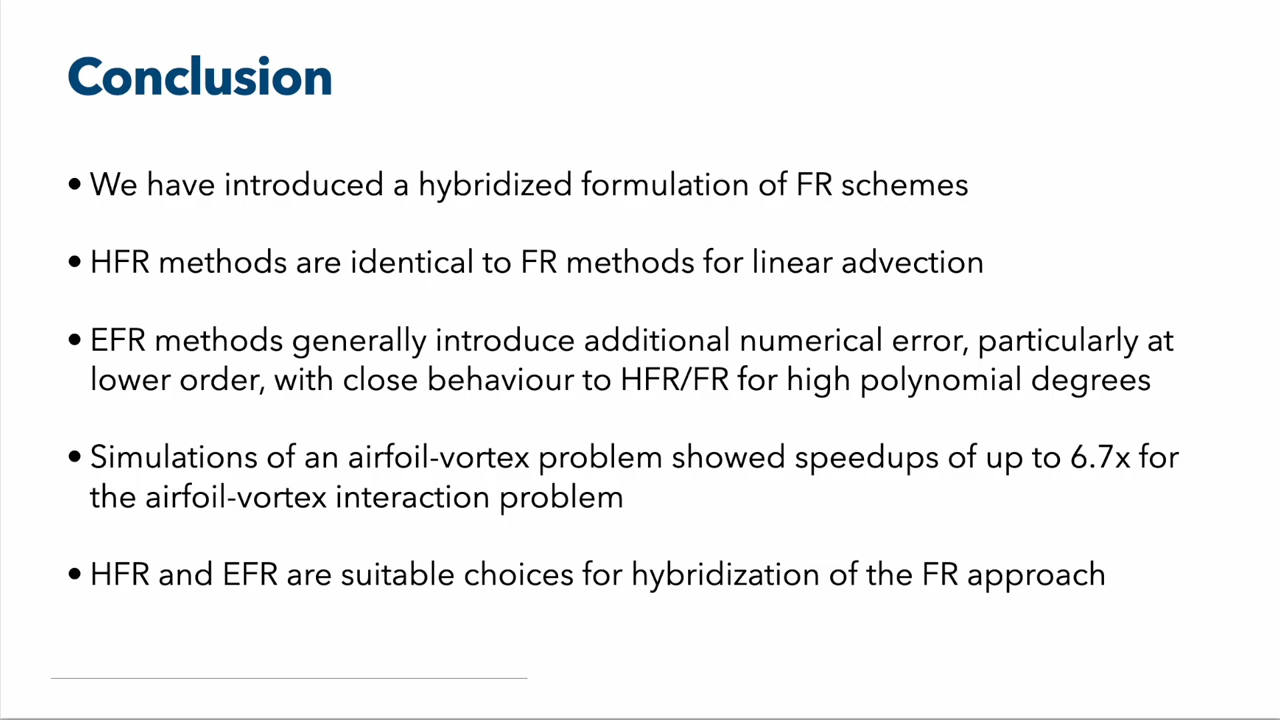 Conclusion
• We have introduced a hybridized formulation of FR schemes
• HFR methods are identical to FR methods for linear advection
• EFR methods generally introduce additional numerical error, particularly at
lower order, with close behaviour to HFR/FR for high polynomial degrees
• Simulations of an airfoil-vortex problem showed speedups of up to 6.7x for
the airfoil-vortex interaction problem
• HFR and EFR are suitable choices for hybridization of the FR approach